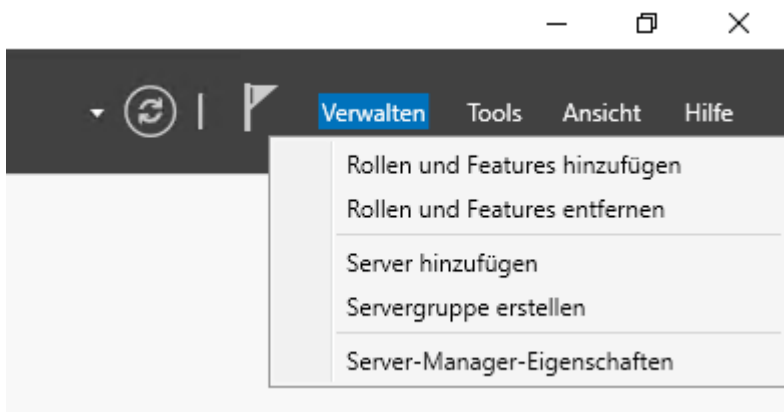 Verwalten Tools Ansicht Hilfe
Rollen und Features hinzufügen
Rollen und Features entfernen
Server hinzufügen
Servergruppe erstellen
Server-Manager-Eigenschaften